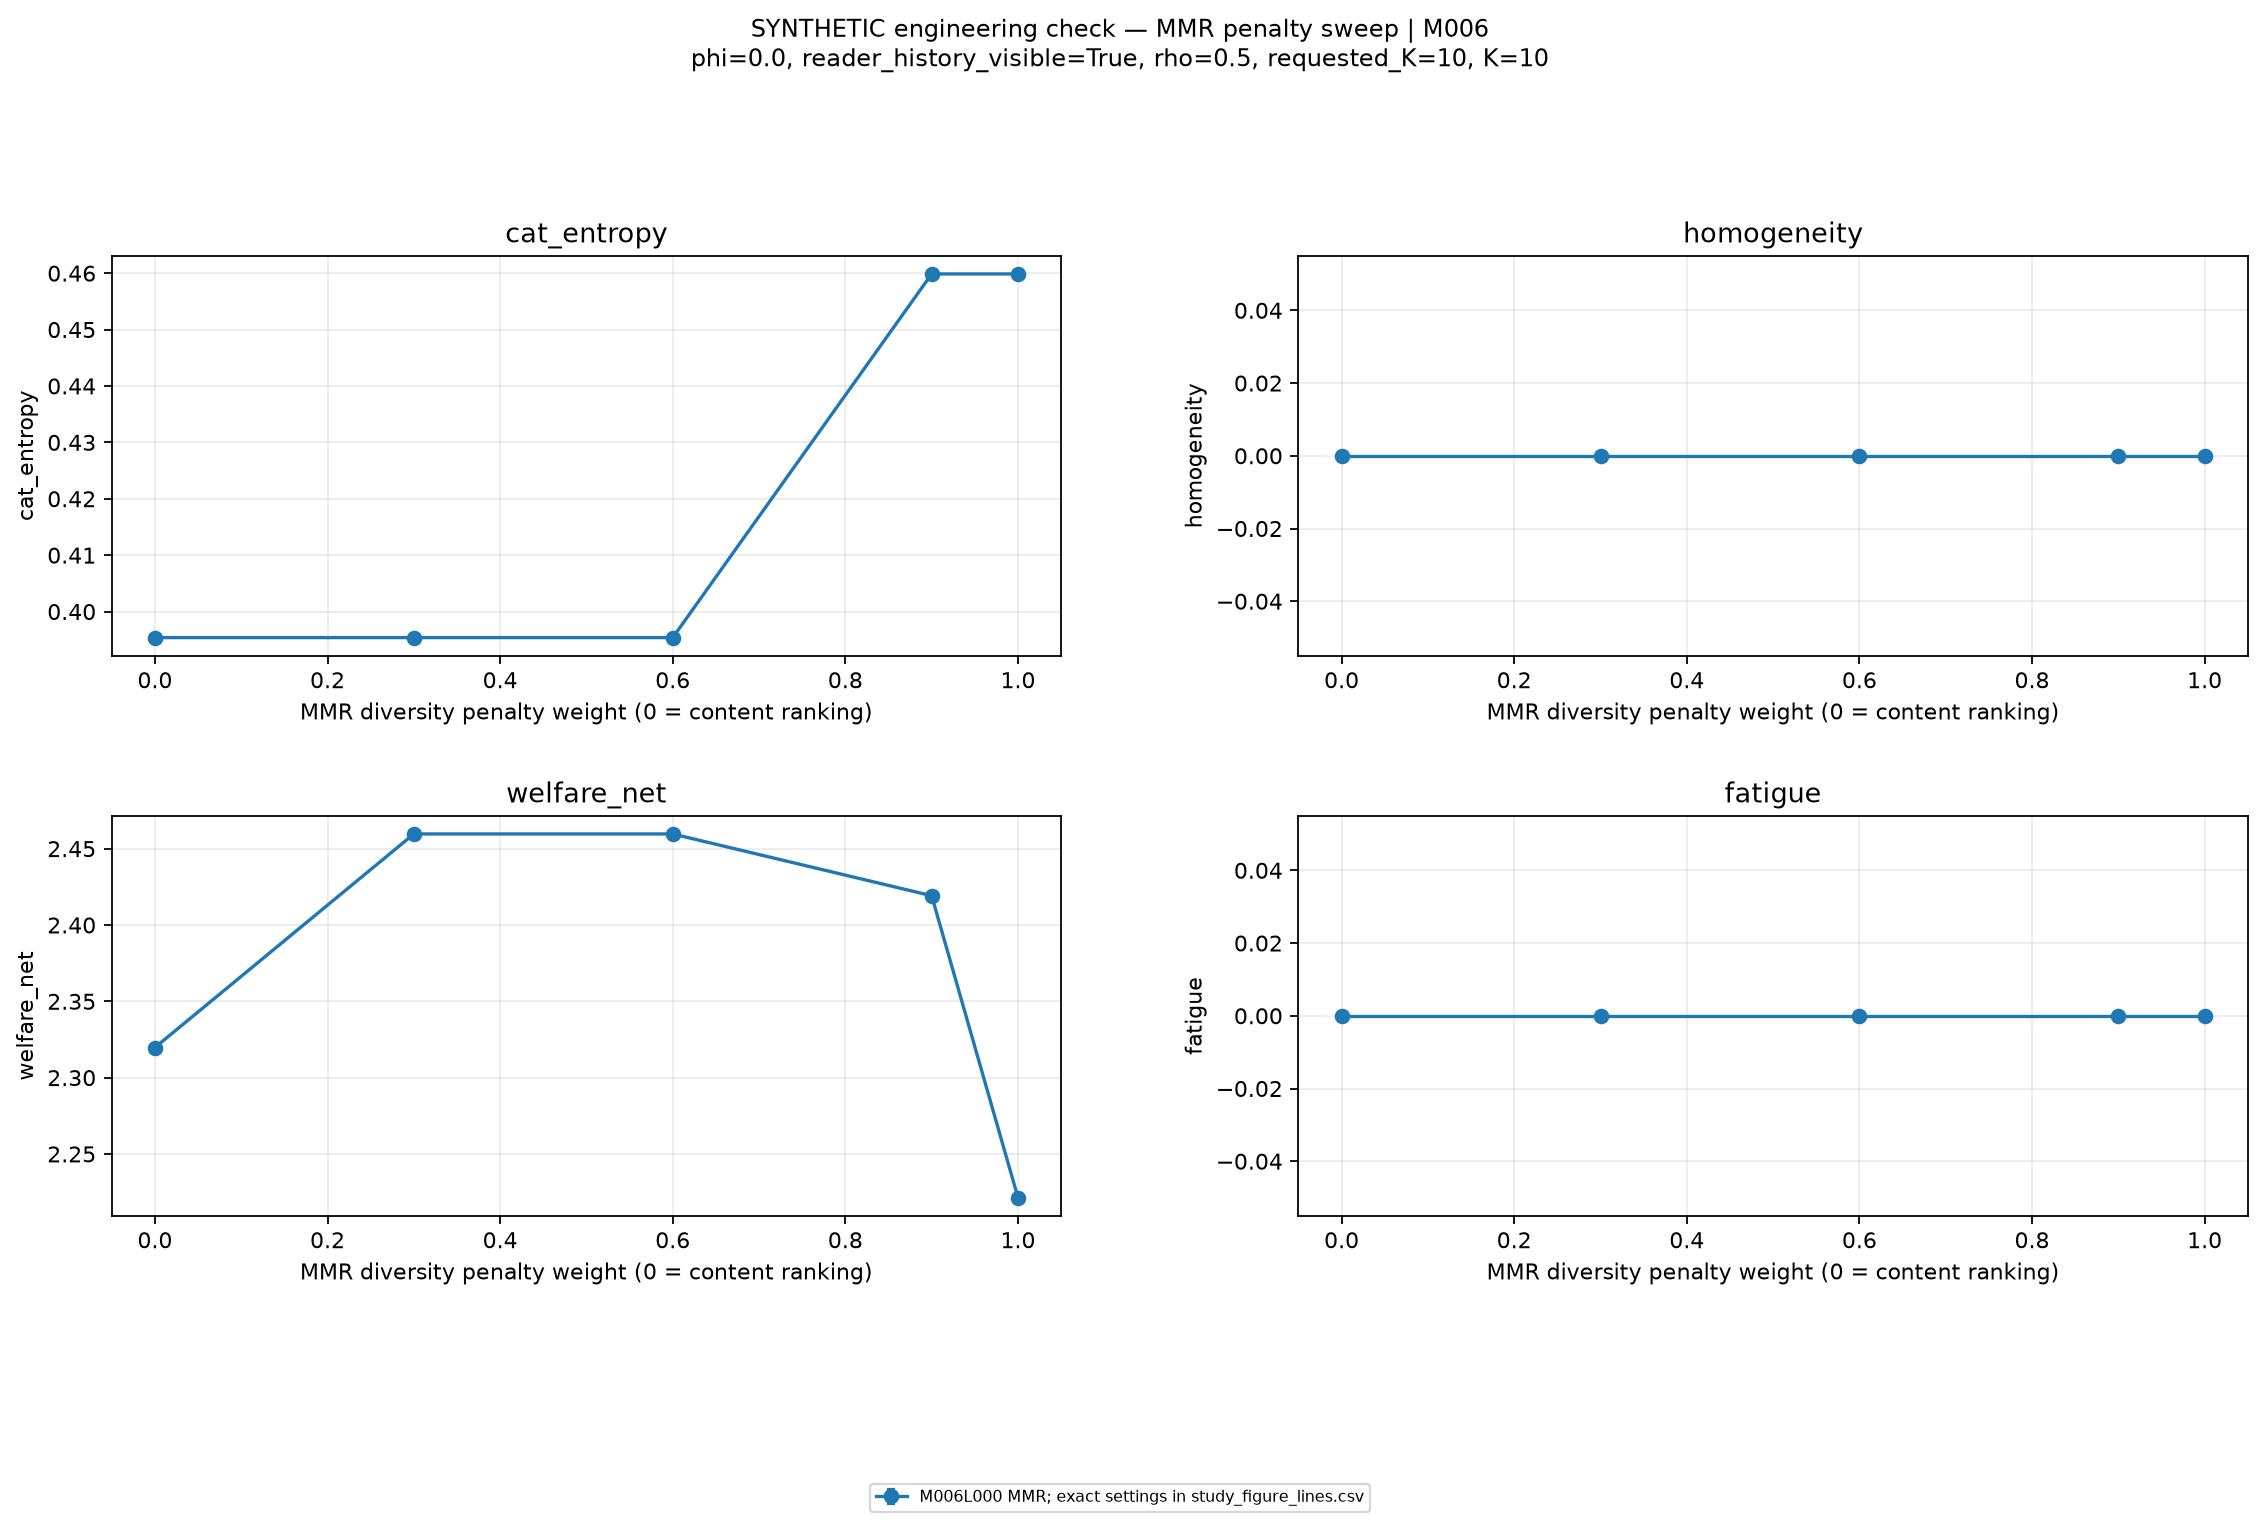 SYNTHETIC engineering check — MMR penalty sweep | M006
phi=0.0, reader_history_visible=True, rho=0.5, requested_K=10, K=10
cat_entropy
0.46
0.45
0.44
0.43
0.42
0.41
0.40
cat_entropy
0.0 0.2 0.4 0.6 0.8 1.0
MMR diversity penalty weight (0 = content ranking)
homogeneity
0.04
0.02
0.00
−0.02
−0.04
homogeneity
0.0 0.2 0.4 0.6 0.8 1.0
MMR diversity penalty weight (0 = content ranking)
welfare_net
2.45
2.40
2.35
2.30
2.25
welfare_net
0.0 0.2 0.4 0.6 0.8 1.0
MMR diversity penalty weight (0 = content ranking)
fatigue
0.04
0.02
0.00
−0.02
−0.04
fatigue
0.0 0.2 0.4 0.6 0.8 1.0
MMR diversity penalty weight (0 = content ranking)
M006L000 MMR; exact settings in study_figure_lines.csv